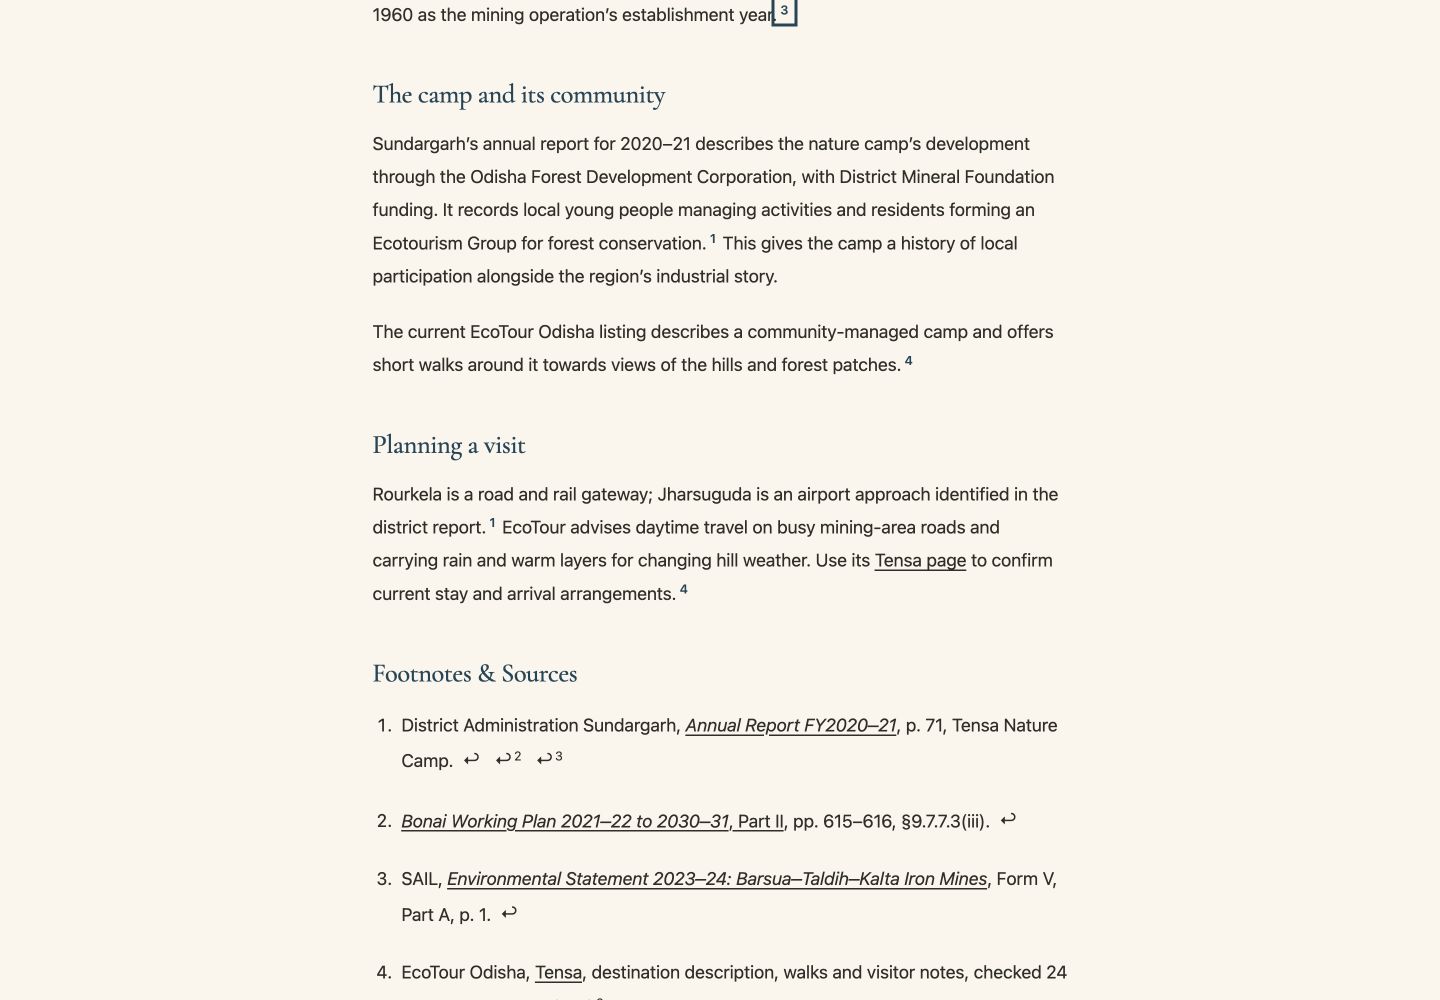 1960 as the mining operation’s establishment year. 3
The camp and its community
Sundargarh’s annual report for 2020–21 describes the nature camp’s development
through the Odisha Forest Development Corporation, with District Mineral Foundation
funding. It records local young people managing activities and residents forming an
Ecotourism Group for forest conservation. 1 This gives the camp a history of local
participation alongside the region’s industrial story.
The current EcoTour Odisha listing describes a community-managed camp and offers
short walks around it towards views of the hills and forest patches. 4
Planning a visit
Rourkela is a road and rail gateway; Jharsuguda is an airport approach identified in the
district report. 1 EcoTour advises daytime travel on busy mining-area roads and
carrying rain and warm layers for changing hill weather. Use its Tensa page to confirm
current stay and arrival arrangements. 4
Footnotes & Sources
1. District Administration Sundargarh, Annual Report FY2020–21, p. 71, Tensa Nature
Camp. ↩ ↩2 ↩3
2. Bonai Working Plan 2021–22 to 2030–31, Part II, pp. 615–616, §9.7.7.3(iii). ↩
3. SAIL, Environmental Statement 2023–24: Barsua–Taldih–Kalta Iron Mines, Form V,
Part A, p. 1. ↩
4. EcoTour Odisha, Tensa, destination description, walks and visitor notes, checked 24